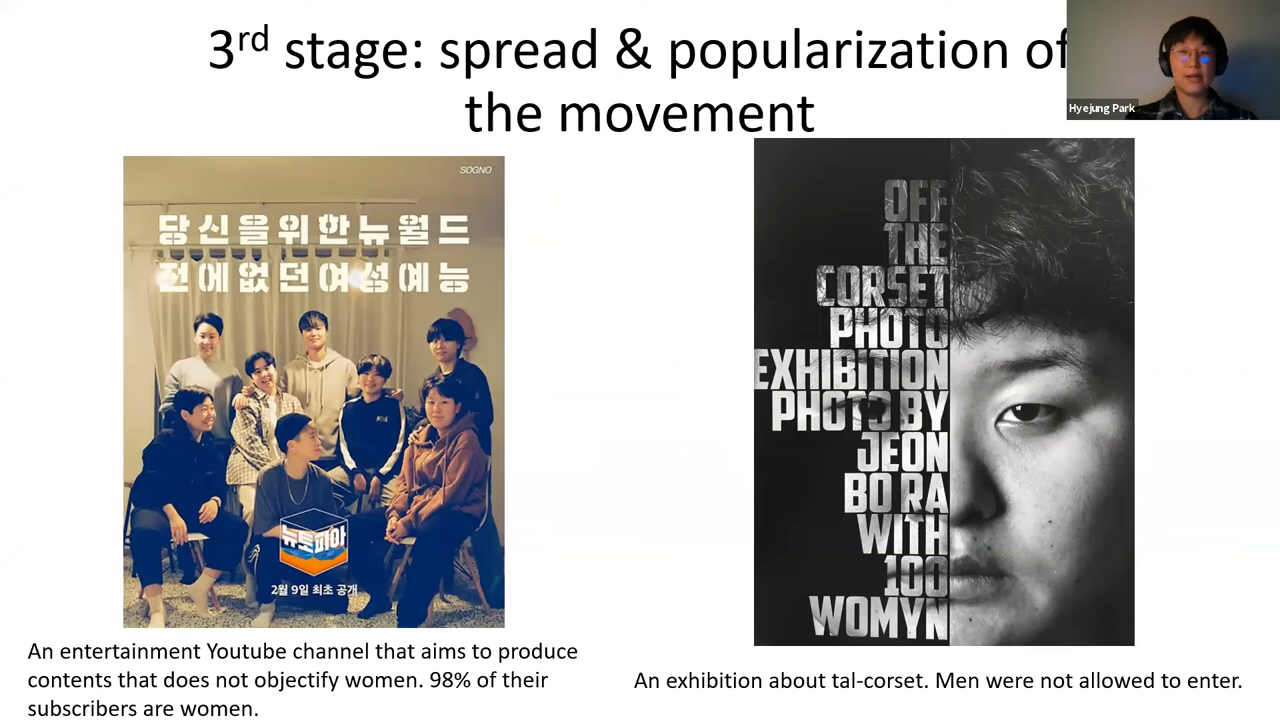 3rd stage: spread & popularization of
the movement
Hyejung Park
SOGNO
당신을위한뉴월드
전에없던여성예능
뉴토피아
2월 9일 최초 공개
OFF
THE
CORSET
PHOTO
EXHIBITION
PHOTO BY
JEON
BO RA
WITH
100
WOMYN
An entertainment Youtube channel that aims to produce
contents that does not objectify women. 98% of their
subscribers are women.
An exhibition about tal-corset. Men were not allowed to enter.